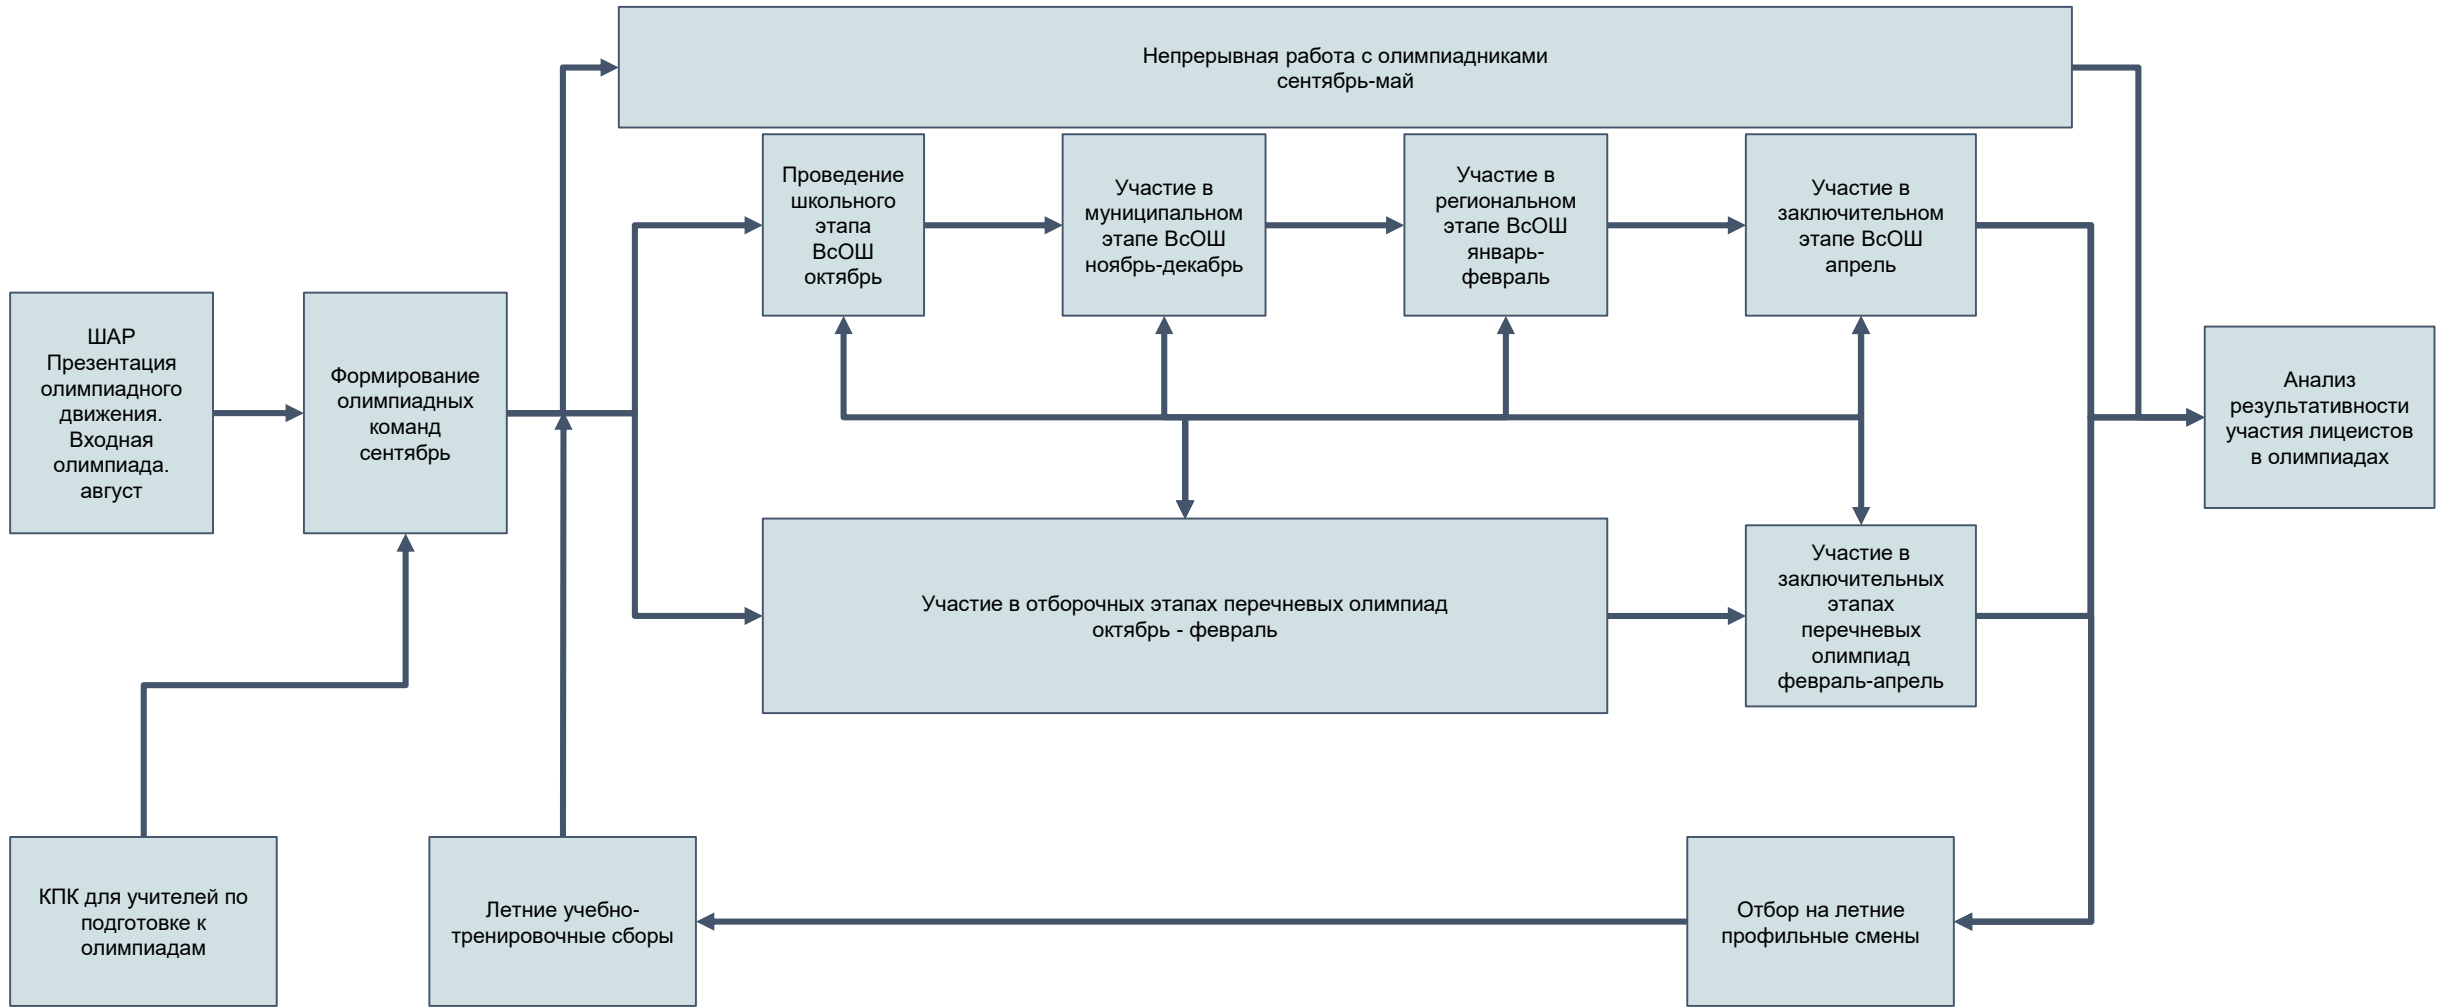 Непрерывная работа с олимпиадниками
сентябрь-май
Проведение
школьного
этапа
ВсОШ
октябрь
Участие в
муниципальном
этапе ВсОШ
ноябрь-декабрь
Участие в
региональном
этапе ВсОШ
январь-
февраль
Участие в
заключительном
этапе ВсОШ
апрель
ШАР
Презентация
олимпиадного
движения.
Входная
олимпиада.
август
Формирование
олимпиадных
команд
сентябрь
Анализ
результативности
участия лицеистов
в олимпиадах
Участие в отборочных этапах перечневых олимпиад
октябрь - февраль
Участие в
заключительных
этапах
перечневых
олимпиад
февраль-апрель
КПК для учителей по
подготовке к
олимпиадам
Летние учебно-
тренировочные сборы
Отбор на летние
профильные смены